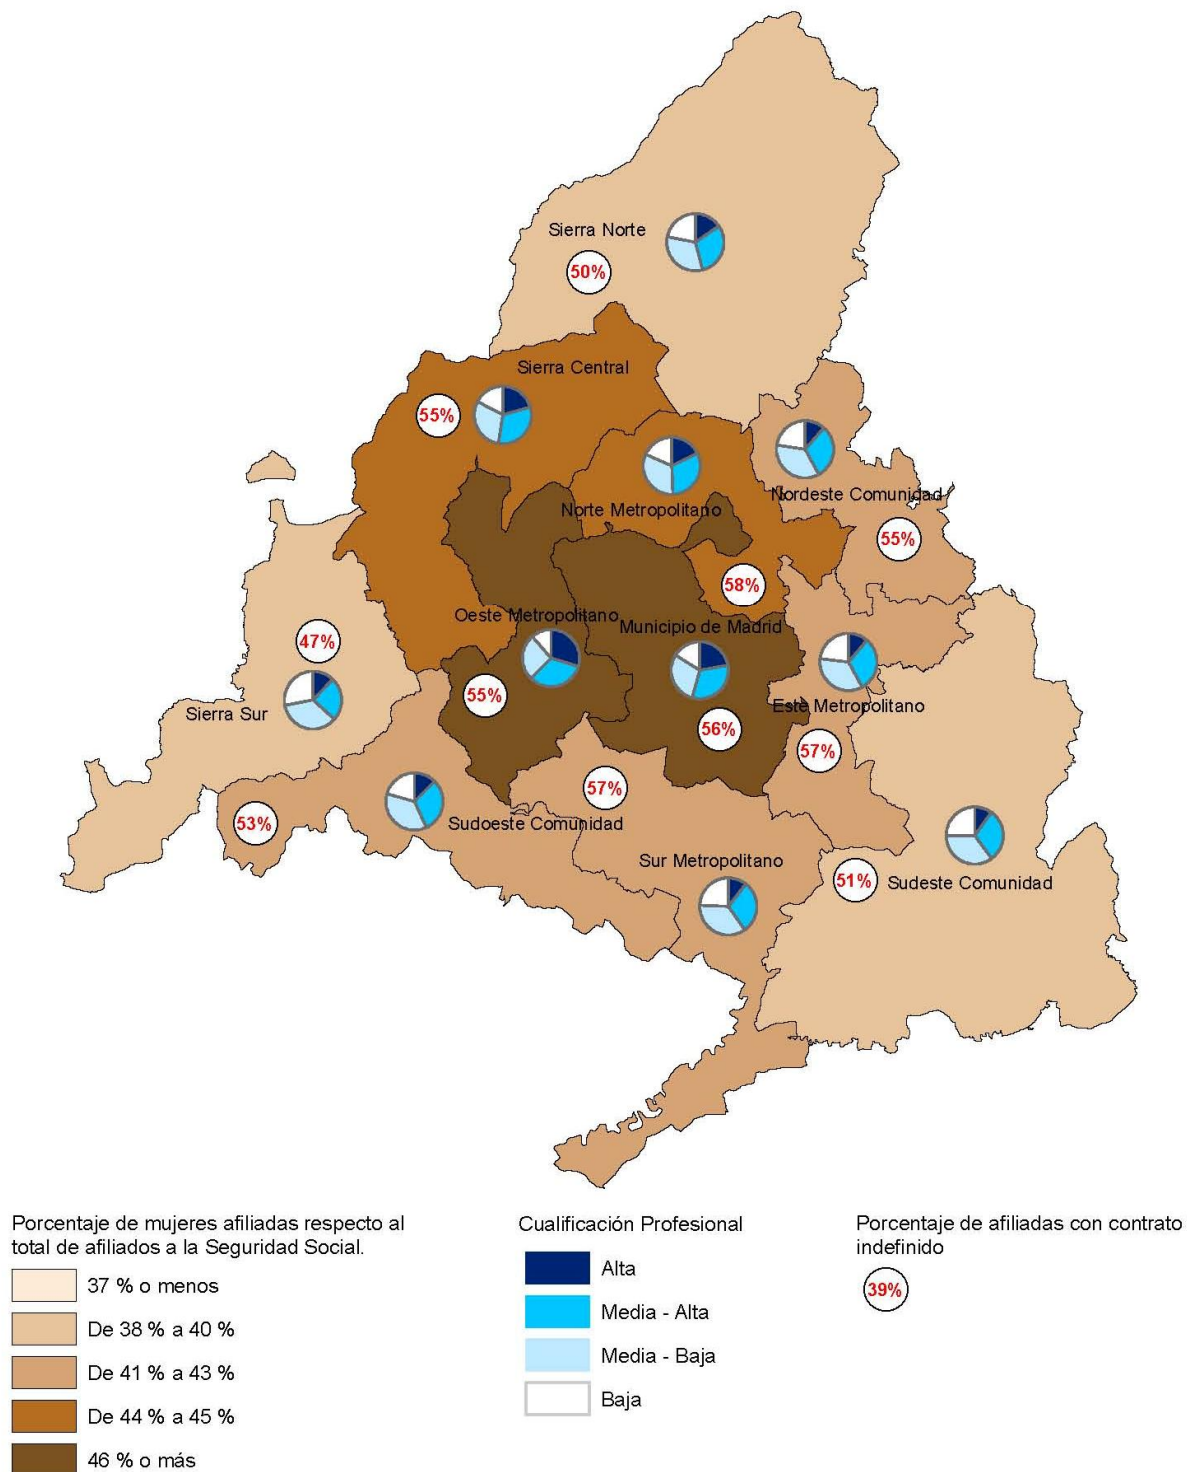 Sierra Norte
50%
Sierra Central
55%
Nordeste Comunidad
Norte Metropolitano
55%
58%
Oeste Metropolitano
Municipio de Madrid
47%
55%
Sierra Sur
Este Metropolitano
56%
57%
57%
53%
Sudoeste Comunidad
Sur Metropolitano
51%
Sudeste Comunidad
Porcentaje de mujeres afiliadas respecto al
total de afiliados a la Seguridad Social.
37 % o menos
De 38 % a 40 %
De 41 % a 43 %
De 44 % a 45 %
46 % o más
Cualificación Profesional
Alta
Media - Alta
Media - Baja
Baja
Porcentaje de afiliadas con contrato
indefinido
39%